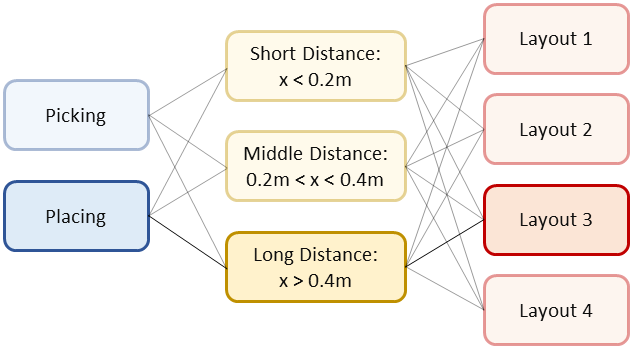 Picking
Placing
Short Distance:
x < 0.2m
Middle Distance:
0.2m < x < 0.4m
Long Distance:
x > 0.4m
Layout 1
Layout 2
Layout 3
Layout 4